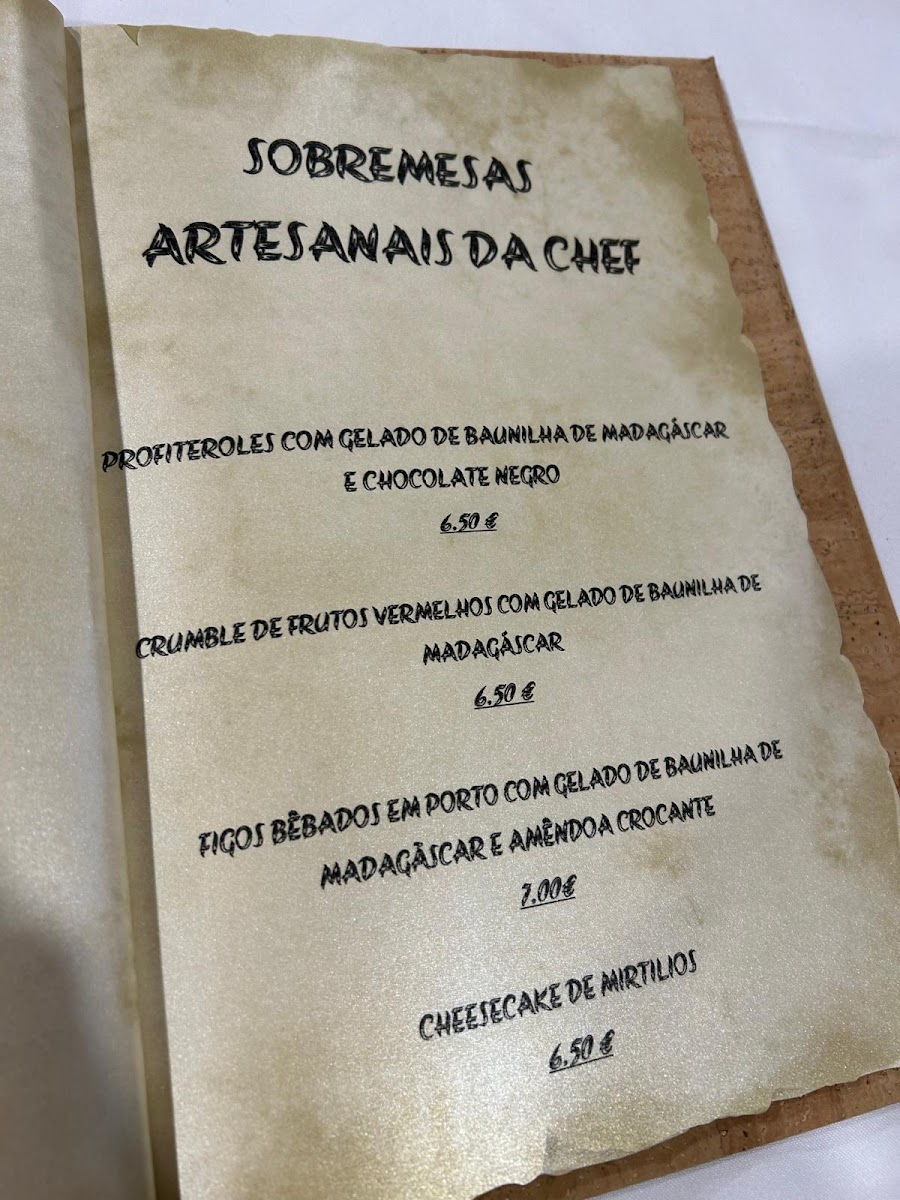 SOBREMESAS
ARTESANAIS DA CHEF
PROFITEROLES COM GELADO DE BAUNILHA DE MADAGÁSCAR
E CHOCOLATE NEGRO
6.50 €
CRUMBLE DE FRUTOS VERMELHOS COM GELADO DE BAUNILHA DE
MADAGÁSCAR
6.50 €
FIGOS BÊBADOS EM PORTO COM GELADO DE BAUNILHA DE
MADAGÃSCAR E AMÊNDOA CROCANTE
7.00€
CHEESECAKE DE MIRTILIOS
6.50 €